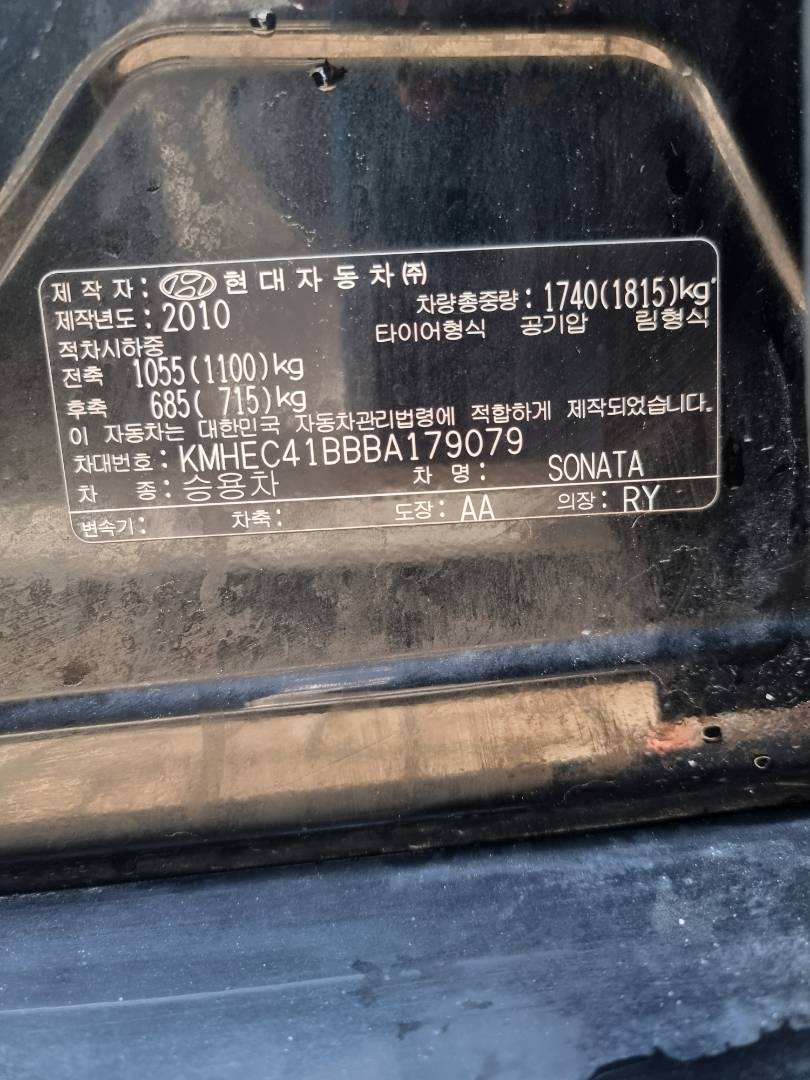 제 작 자 : 현 대 자 동 차 ㈜
제작년도 : 2010 차량총중량 : 1740(1815)kg
적차시하중 타이어형식 공기압 림형식
전축 1055(1100)kg
후축 685( 715)kg
이 자동차는 대한민국 자동차관리법령에 적합하게 제작되었습니다.
차대번호 : KMHEC41BBBA179079
차 종 : 승용차 차 명 : SONATA
변속기 : 차축 : 도장 : AA 의장 : RY